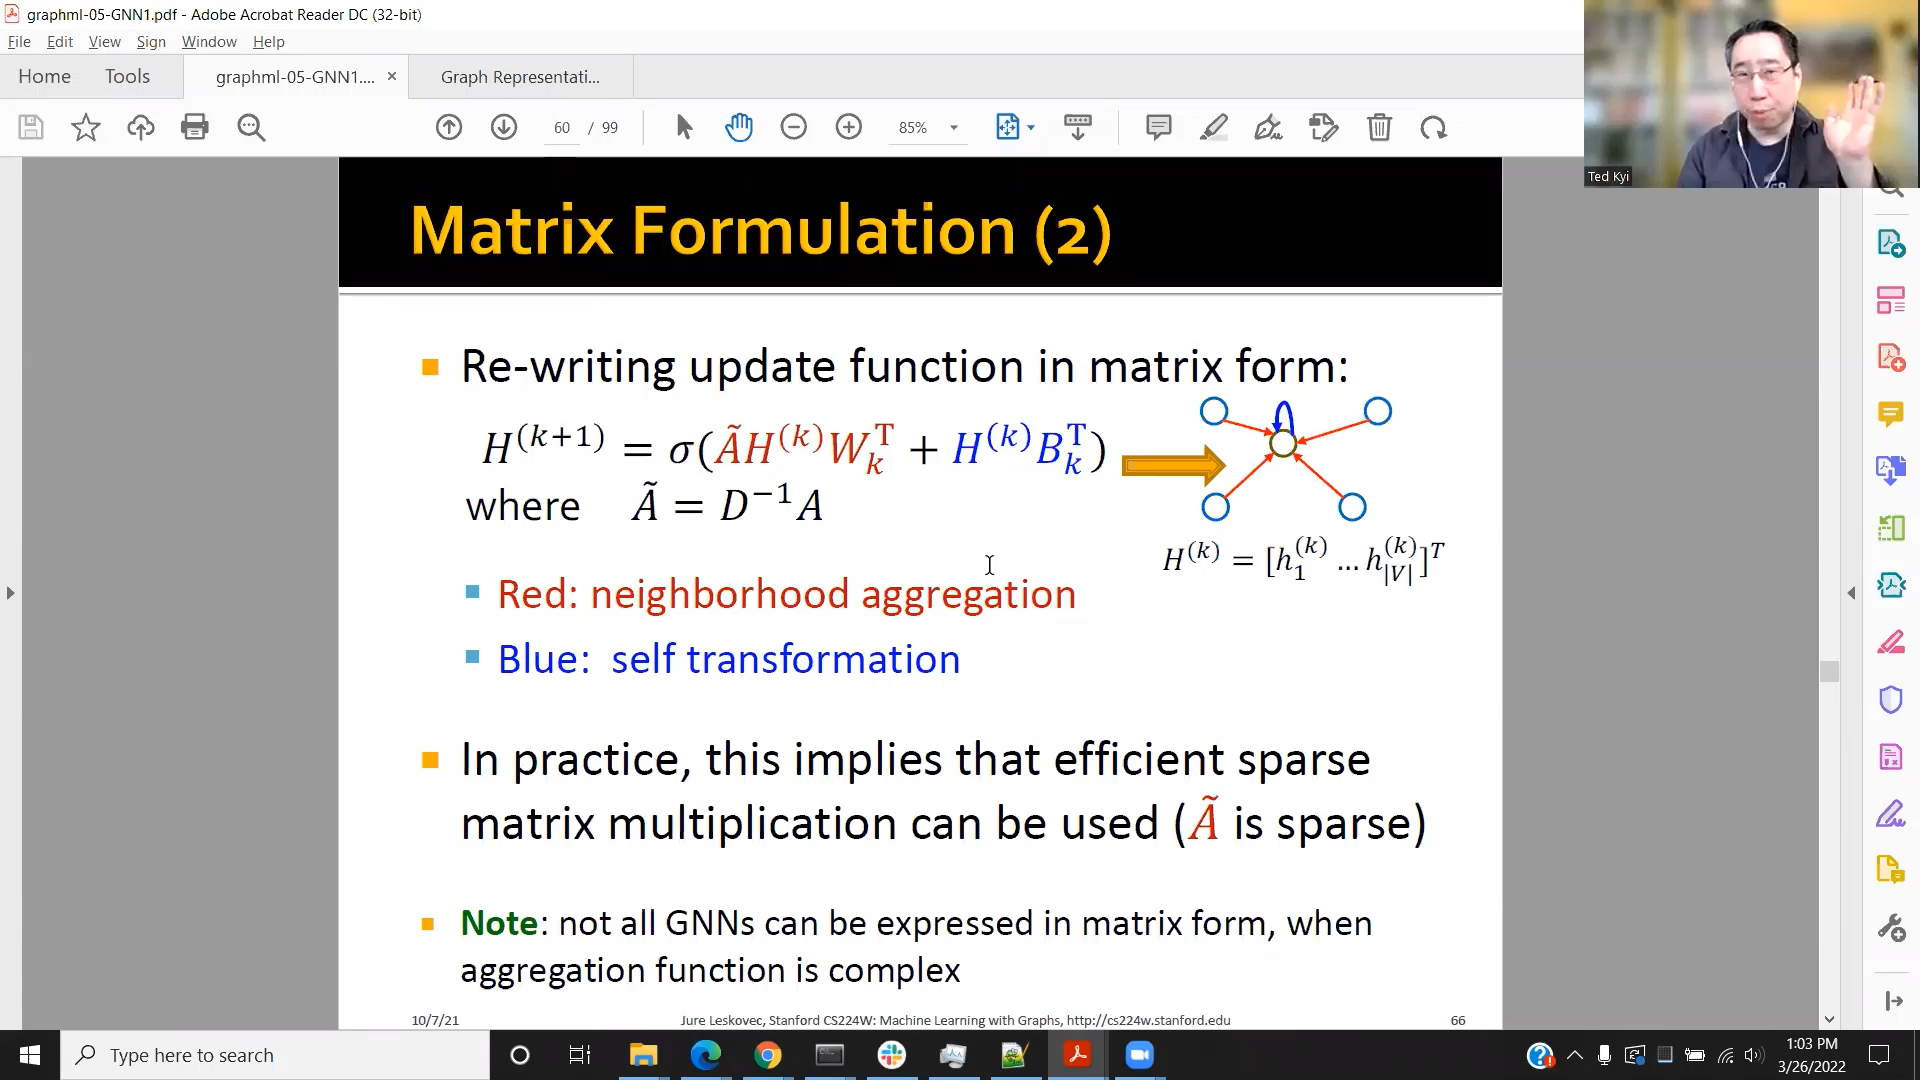 graphml-05-GNN1.pdf - Adobe Acrobat Reader DC (32-bit)
File Edit View Sign Window Help
Home Tools graphml-05-GNN1.... × Graph Representati...
60 / 99 85%
Ted Kyi
Matrix Formulation (2)
Re-writing update function in matrix form:
H^(k+1) = σ(ÃH^(k)W_k^T + H^(k)B_k^T)
where Ã = D^−1A
H^(k) = [h_1^(k) ... h_|V|^(k)]^T
Red: neighborhood aggregation
Blue: self transformation
In practice, this implies that efficient sparse
matrix multiplication can be used (Ã is sparse)
Note: not all GNNs can be expressed in matrix form, when
aggregation function is complex
10/7/21 Jure Leskovec, Stanford CS224W: Machine Learning with Graphs, http://cs224w.stanford.edu 66
Type here to search
1:03 PM
3/26/2022